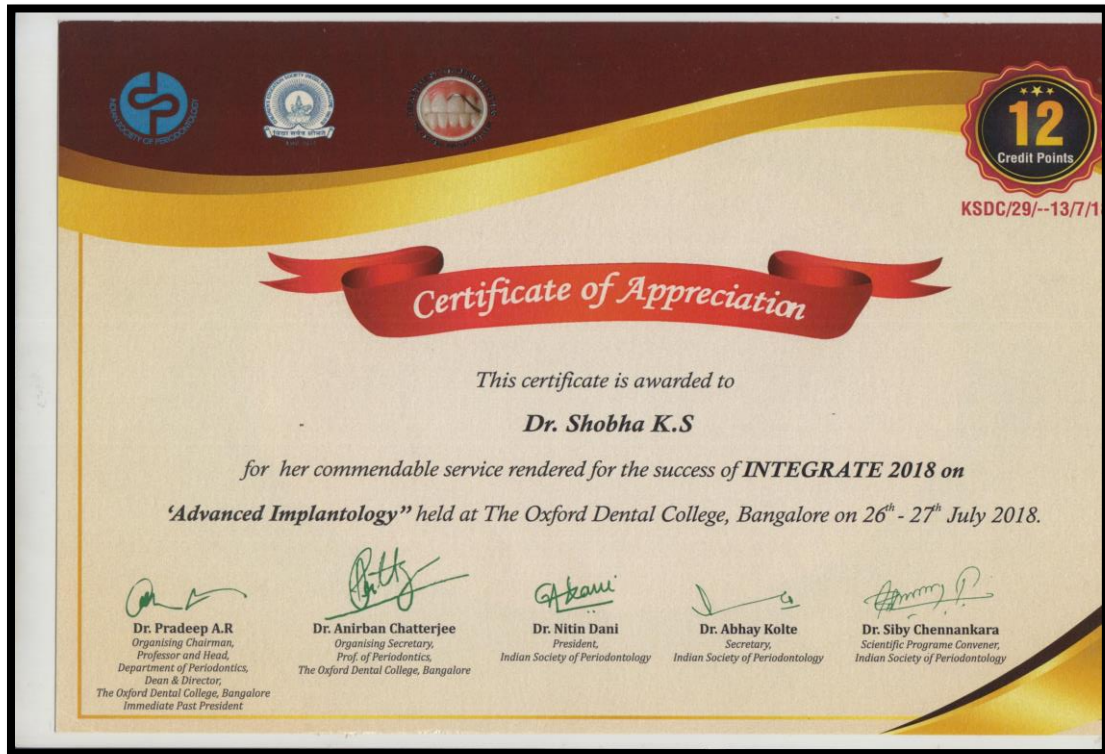 INDIAN SOCIETY OF PERIODONTOLOGY
12
Credit Points
KSDC/29/--13/7/1
Certificate of Appreciation
This certificate is awarded to
Dr. Shobha K.S
for her commendable service rendered for the success of INTEGRATE 2018 on
‘Advanced Implantology” held at The Oxford Dental College, Bangalore on 26th - 27th July 2018.
Dr. Pradeep A.R
Organising Chairman,
Professor and Head,
Department of Periodontics,
Dean & Director,
The Oxford Dental College, Bangalore
Immediate Past President
Dr. Anirban Chatterjee
Organising Secretary,
Prof. of Periodontics,
The Oxford Dental College, Bangalore
Dr. Nitin Dani
President,
Indian Society of Periodontology
Dr. Abhay Kolte
Secretary,
Indian Society of Periodontology
Dr. Siby Chennankara
Scientific Programe Convener,
Indian Society of Periodontology